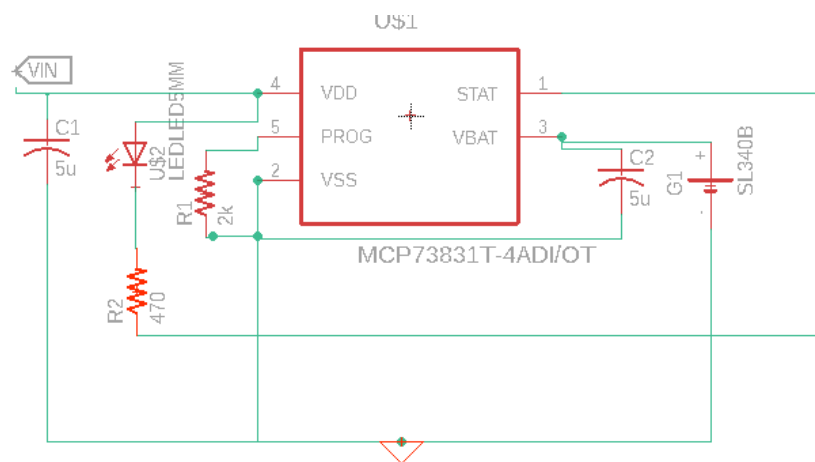 U$1
VIN
C1
5u
U$2
LEDLED5MM
4
VDD
5
PROG
2
VSS
STAT
1
VBAT
3
R1
2k
C2
5u
+
G1
-
SL340B
MCP73831T-4ADI/OT
R2
470